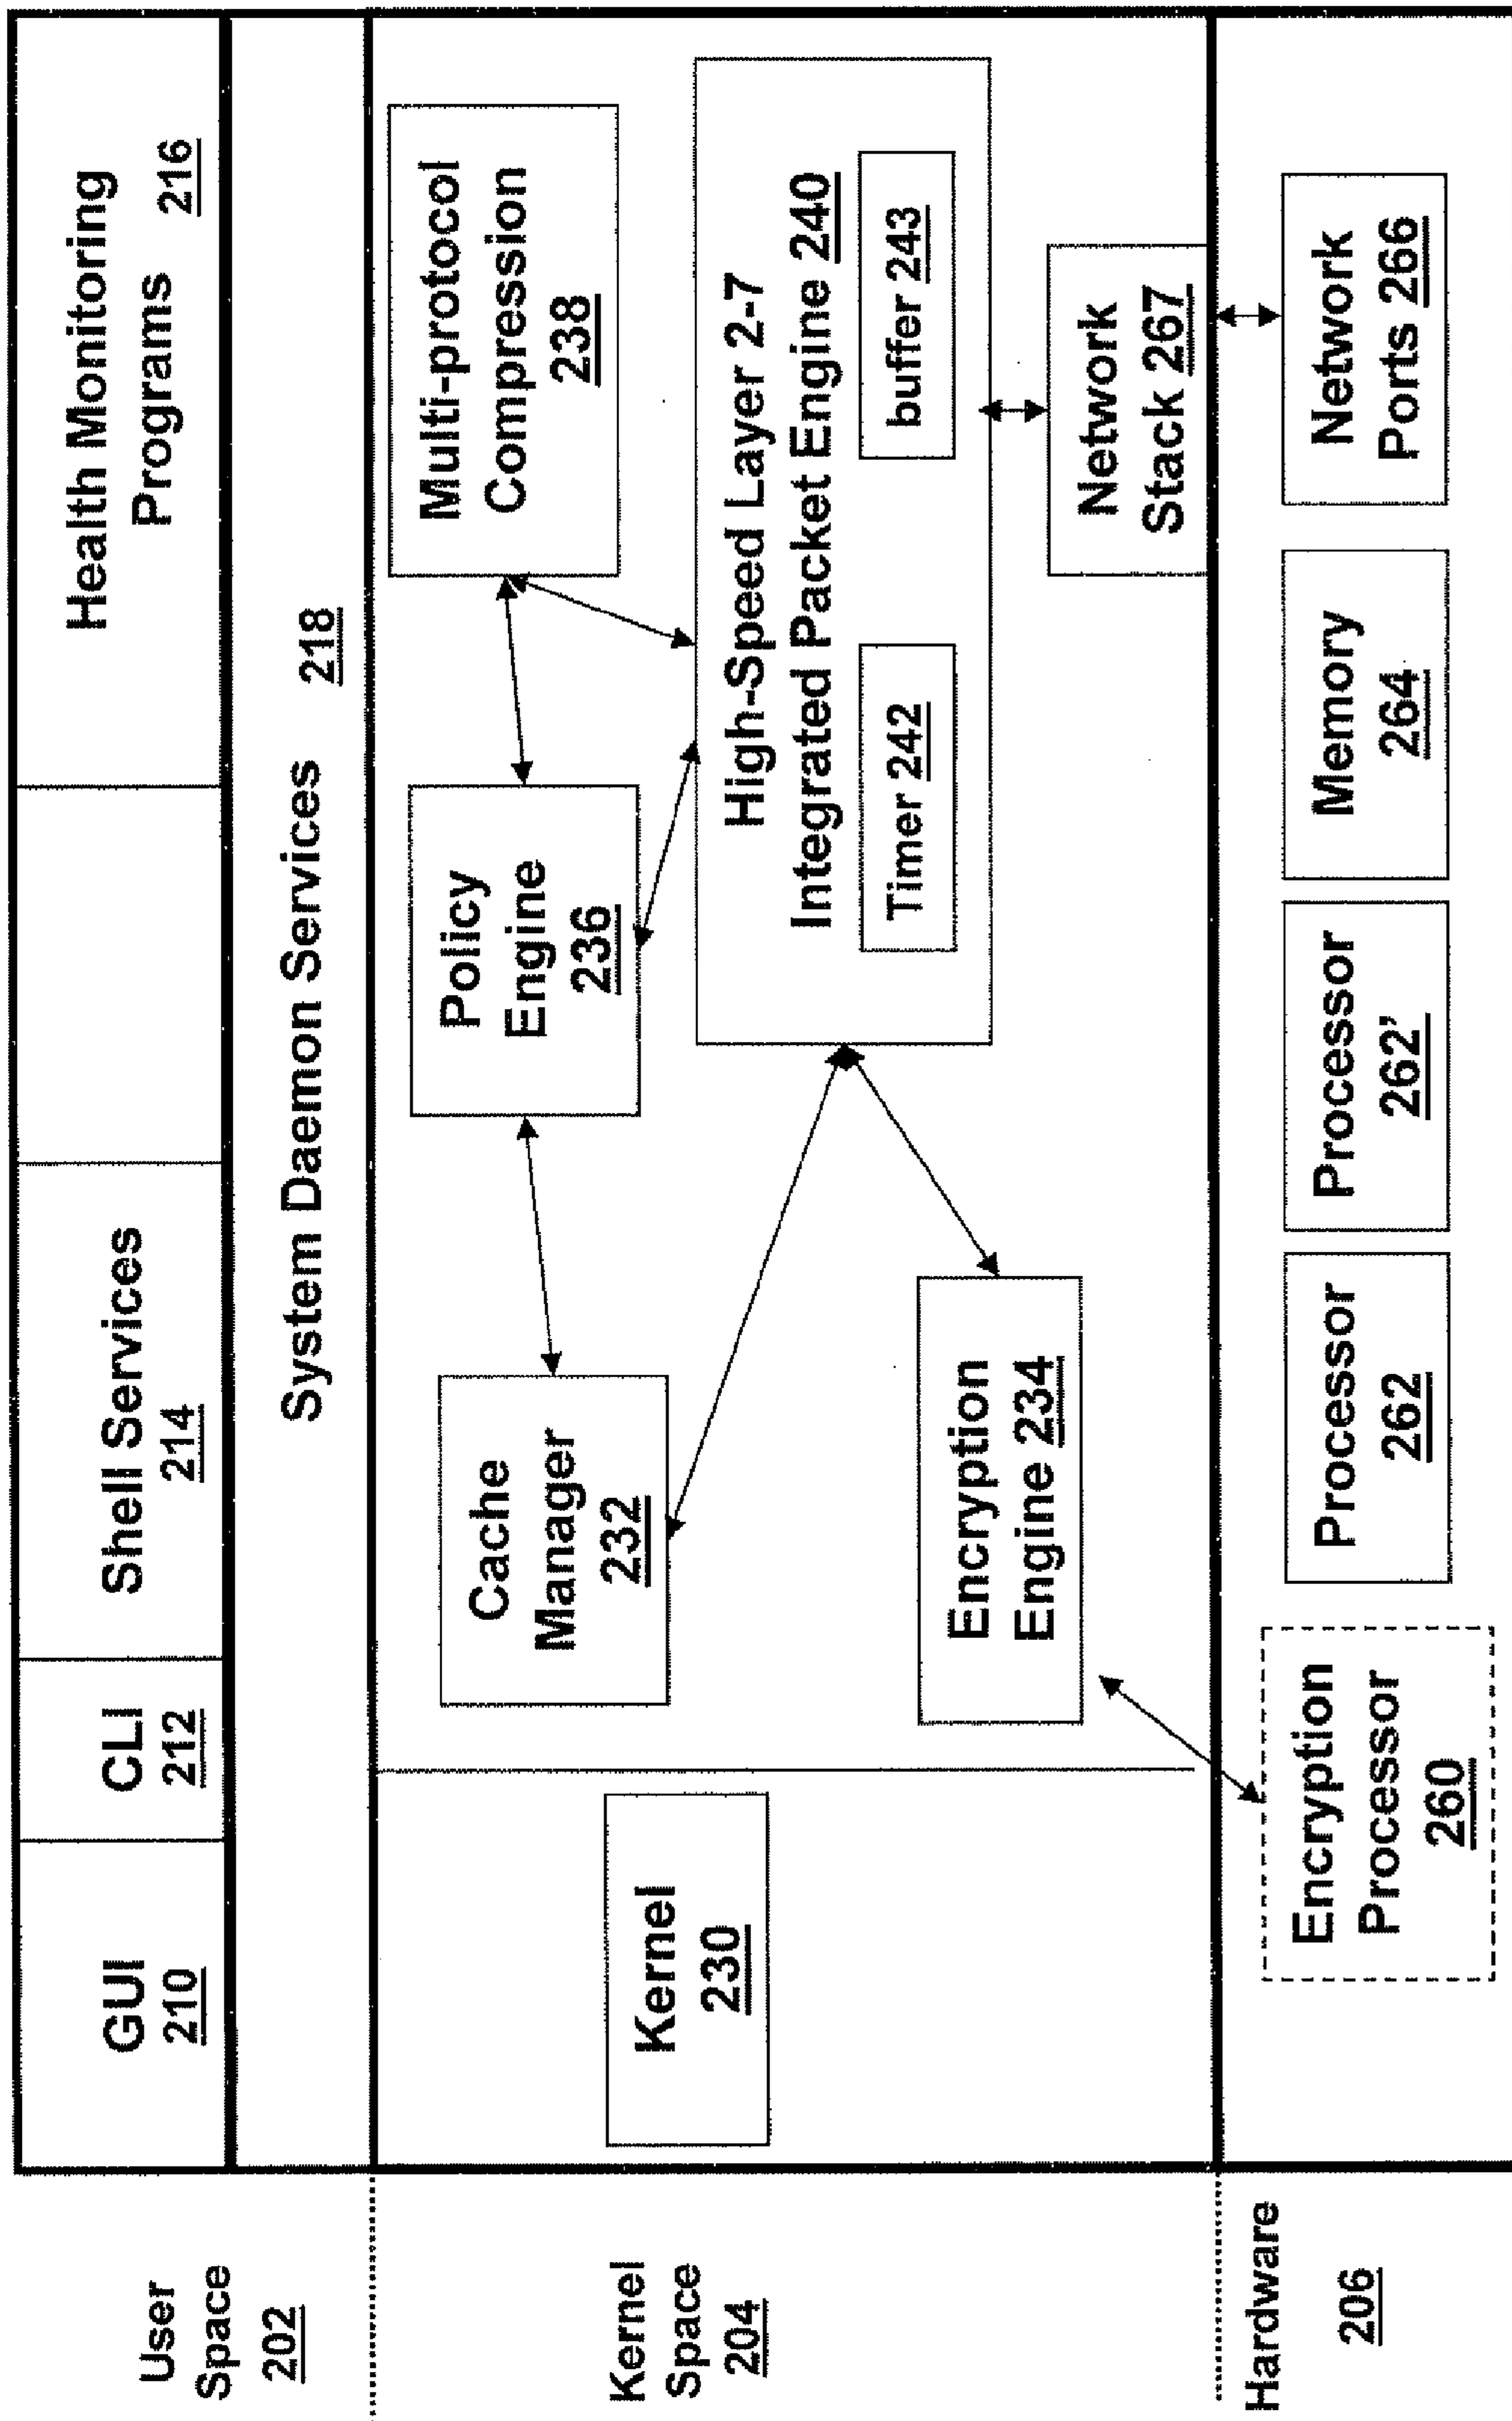 User
Space
202
GUI
210
CLI
212
Shell Services
214
Health Monitoring
Programs 216
System Daemon Services 218
Kernel
Space
204
Kernel
230
Cache
Manager
232
Policy
Engine
236
Multi-protocol
Compression
238
High-Speed Layer 2-7
Integrated Packet Engine 240
Timer 242
buffer 243
Encryption
Engine 234
Network
Stack 267
Hardware
206
Encryption
Processor
260
Processor
262
Processor
262’
Memory
264
Network
Ports 266